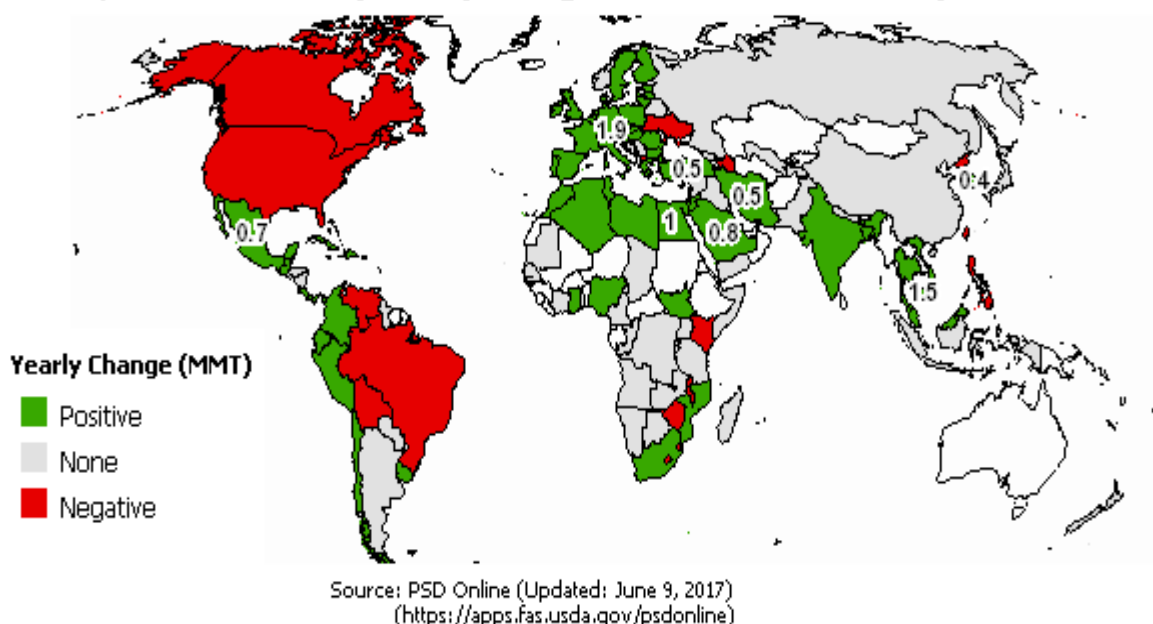 1.9
0.5
0.5
0.4
0.7
1
0.8
1.5
Yearly Change (MMT)
Positive
None
Negative
Source: PSD Online (Updated: June 9, 2017)
(https://apps.fas.usda.gov/psdonline)